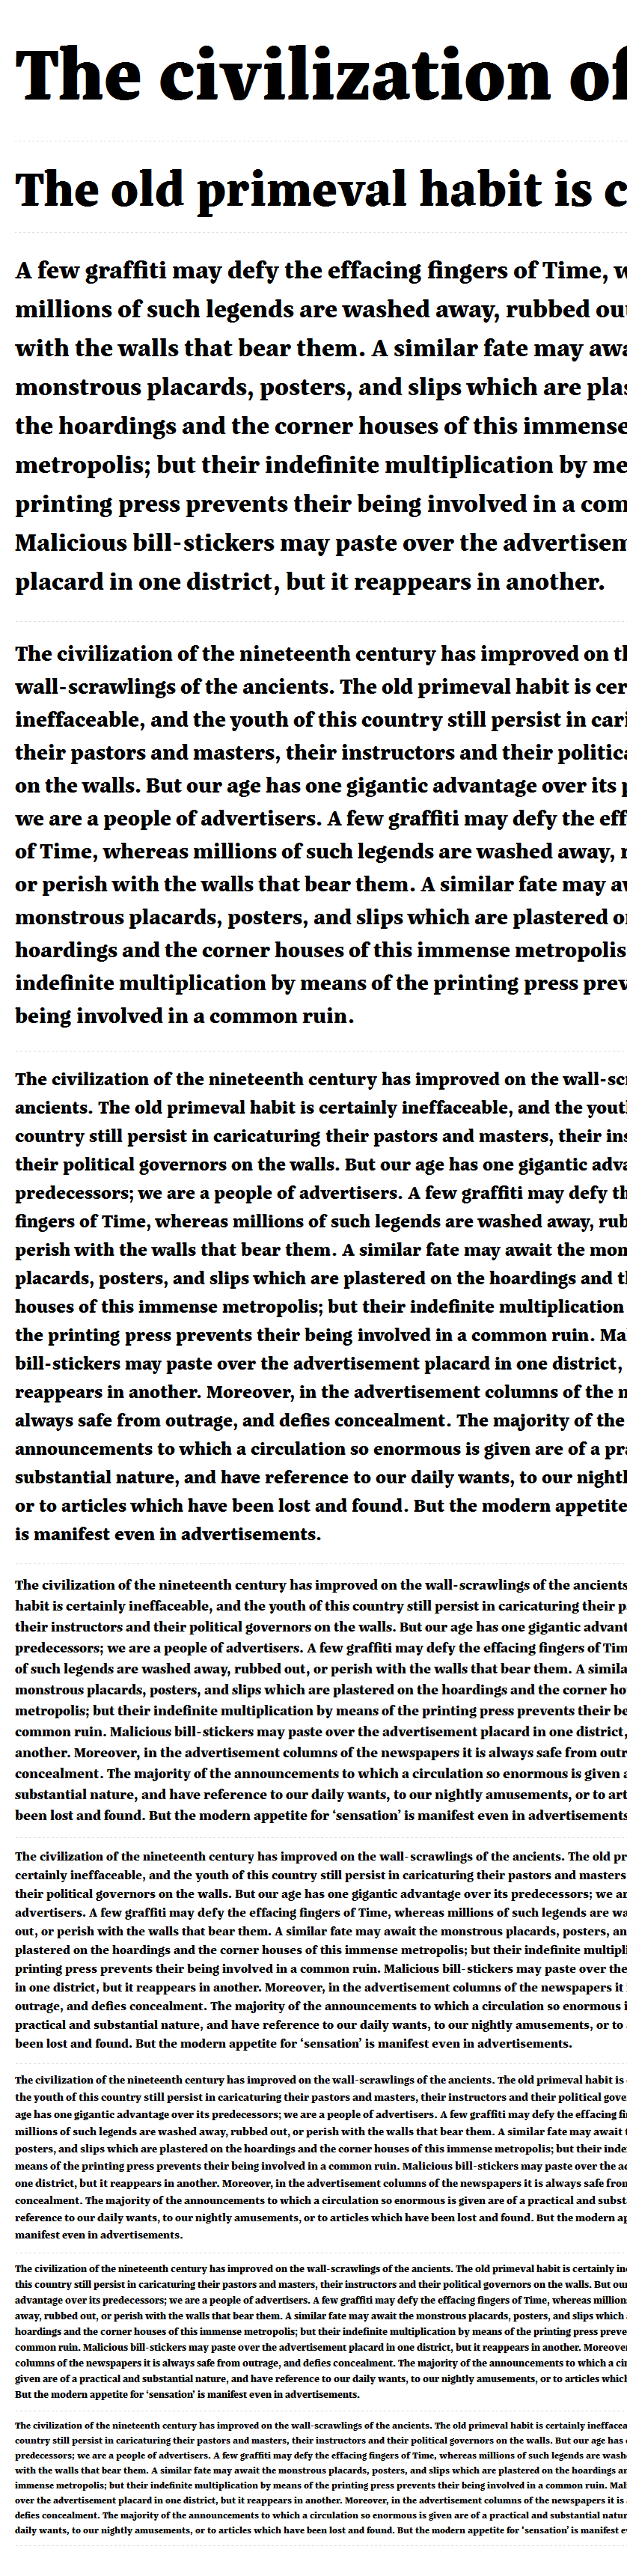 The civilization of
The old primeval habit is c
A few graffiti may defy the effacing fingers of Time, w
millions of such legends are washed away, rubbed ou
with the walls that bear them. A similar fate may awa
monstrous placards, posters, and slips which are plas
the hoardings and the corner houses of this immense
metropolis; but their indefinite multiplication by me
printing press prevents their being involved in a com
Malicious bill-stickers may paste over the advertisem
placard in one district, but it reappears in another.
The civilization of the nineteenth century has improved on th
wall-scrawlings of the ancients. The old primeval habit is cer
ineffaceable, and the youth of this country still persist in cari
their pastors and masters, their instructors and their politica
on the walls. But our age has one gigantic advantage over its p
we are a people of advertisers. A few graffiti may defy the eff
of Time, whereas millions of such legends are washed away, r
or perish with the walls that bear them. A similar fate may aw
monstrous placards, posters, and slips which are plastered o
hoardings and the corner houses of this immense metropolis
indefinite multiplication by means of the printing press prev
being involved in a common ruin.
The civilization of the nineteenth century has improved on the wall-scr
ancients. The old primeval habit is certainly ineffaceable, and the yout
country still persist in caricaturing their pastors and masters, their ins
their political governors on the walls. But our age has one gigantic adva
predecessors; we are a people of advertisers. A few graffiti may defy th
fingers of Time, whereas millions of such legends are washed away, rub
perish with the walls that bear them. A similar fate may await the mon
placards, posters, and slips which are plastered on the hoardings and t
houses of this immense metropolis; but their indefinite multiplication
the printing press prevents their being involved in a common ruin. Ma
bill-stickers may paste over the advertisement placard in one district,
reappears in another. Moreover, in the advertisement columns of the n
always safe from outrage, and defies concealment. The majority of the
announcements to which a circulation so enormous is given are of a pra
substantial nature, and have reference to our daily wants, to our nightl
or to articles which have been lost and found. But the modern appetite
is manifest even in advertisements.
The civilization of the nineteenth century has improved on the wall-scrawlings of the ancients
habit is certainly ineffaceable, and the youth of this country still persist in caricaturing their p
their instructors and their political governors on the walls. But our age has one gigantic advant
predecessors; we are a people of advertisers. A few graffiti may defy the effacing fingers of Tim
of such legends are washed away, rubbed out, or perish with the walls that bear them. A simila
monstrous placards, posters, and slips which are plastered on the hoardings and the corner ho
metropolis; but their indefinite multiplication by means of the printing press prevents their be
common ruin. Malicious bill-stickers may paste over the advertisement placard in one district,
another. Moreover, in the advertisement columns of the newspapers it is always safe from outr
concealment. The majority of the announcements to which a circulation so enormous is given a
substantial nature, and have reference to our daily wants, to our nightly amusements, or to art
been lost and found. But the modern appetite for ‘sensation’ is manifest even in advertisements
The civilization of the nineteenth century has improved on the wall-scrawlings of the ancients. The old pr
certainly ineffaceable, and the youth of this country still persist in caricaturing their pastors and masters
their political governors on the walls. But our age has one gigantic advantage over its predecessors; we ar
advertisers. A few graffiti may defy the effacing fingers of Time, whereas millions of such legends are wa
out, or perish with the walls that bear them. A similar fate may await the monstrous placards, posters, an
plastered on the hoardings and the corner houses of this immense metropolis; but their indefinite multipli
printing press prevents their being involved in a common ruin. Malicious bill-stickers may paste over the
in one district, but it reappears in another. Moreover, in the advertisement columns of the newspapers it
outrage, and defies concealment. The majority of the announcements to which a circulation so enormous i
practical and substantial nature, and have reference to our daily wants, to our nightly amusements, or to
been lost and found. But the modern appetite for ‘sensation’ is manifest even in advertisements.
The civilization of the nineteenth century has improved on the wall-scrawlings of the ancients. The old primeval habit is
the youth of this country still persist in caricaturing their pastors and masters, their instructors and their political gove
age has one gigantic advantage over its predecessors; we are a people of advertisers. A few graffiti may defy the effacing fi
millions of such legends are washed away, rubbed out, or perish with the walls that bear them. A similar fate may await t
posters, and slips which are plastered on the hoardings and the corner houses of this immense metropolis; but their inde
means of the printing press prevents their being involved in a common ruin. Malicious bill-stickers may paste over the ad
one district, but it reappears in another. Moreover, in the advertisement columns of the newspapers it is always safe from
concealment. The majority of the announcements to which a circulation so enormous is given are of a practical and subst
reference to our daily wants, to our nightly amusements, or to articles which have been lost and found. But the modern ap
manifest even in advertisements.
The civilization of the nineteenth century has improved on the wall-scrawlings of the ancients. The old primeval habit is certainly ine
this country still persist in caricaturing their pastors and masters, their instructors and their political governors on the walls. But our
advantage over its predecessors; we are a people of advertisers. A few graffiti may defy the effacing fingers of Time, whereas millions
away, rubbed out, or perish with the walls that bear them. A similar fate may await the monstrous placards, posters, and slips which
hoardings and the corner houses of this immense metropolis; but their indefinite multiplication by means of the printing press preve
common ruin. Malicious bill-stickers may paste over the advertisement placard in one district, but it reappears in another. Moreover
columns of the newspapers it is always safe from outrage, and defies concealment. The majority of the announcements to which a cir
given are of a practical and substantial nature, and have reference to our daily wants, to our nightly amusements, or to articles which
But the modern appetite for ‘sensation’ is manifest even in advertisements.
The civilization of the nineteenth century has improved on the wall-scrawlings of the ancients. The old primeval habit is certainly ineffacea
country still persist in caricaturing their pastors and masters, their instructors and their political governors on the walls. But our age has
predecessors; we are a people of advertisers. A few graffiti may defy the effacing fingers of Time, whereas millions of such legends are wash
with the walls that bear them. A similar fate may await the monstrous placards, posters, and slips which are plastered on the hoardings an
immense metropolis; but their indefinite multiplication by means of the printing press prevents their being involved in a common ruin. Mali
over the advertisement placard in one district, but it reappears in another. Moreover, in the advertisement columns of the newspapers it is
defies concealment. The majority of the announcements to which a circulation so enormous is given are of a practical and substantial natur
daily wants, to our nightly amusements, or to articles which have been lost and found. But the modern appetite for ‘sensation’ is manifest ev